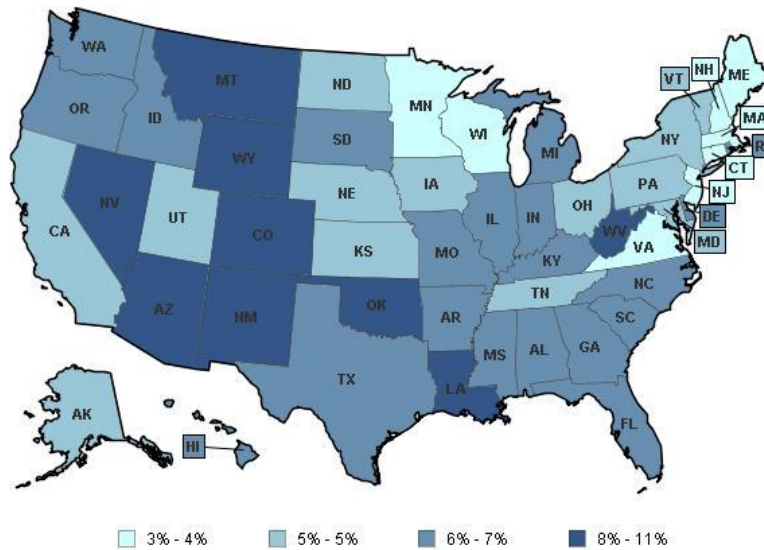 WA
MT
ND
MN
VT
NH
ME
OR
ID
SD
WI
MI
NY
MA
R
CT
WY
NE
IA
PA
NJ
NV
UT
CO
IL
IN
OH
DE
CA
KS
MO
WV
VA
MD
KY
AZ
NM
OK
TN
NC
AR
SC
MS
AL
GA
TX
LA
AK
FL
HI
3% - 4%
5% - 5%
6% - 7%
8% - 11%